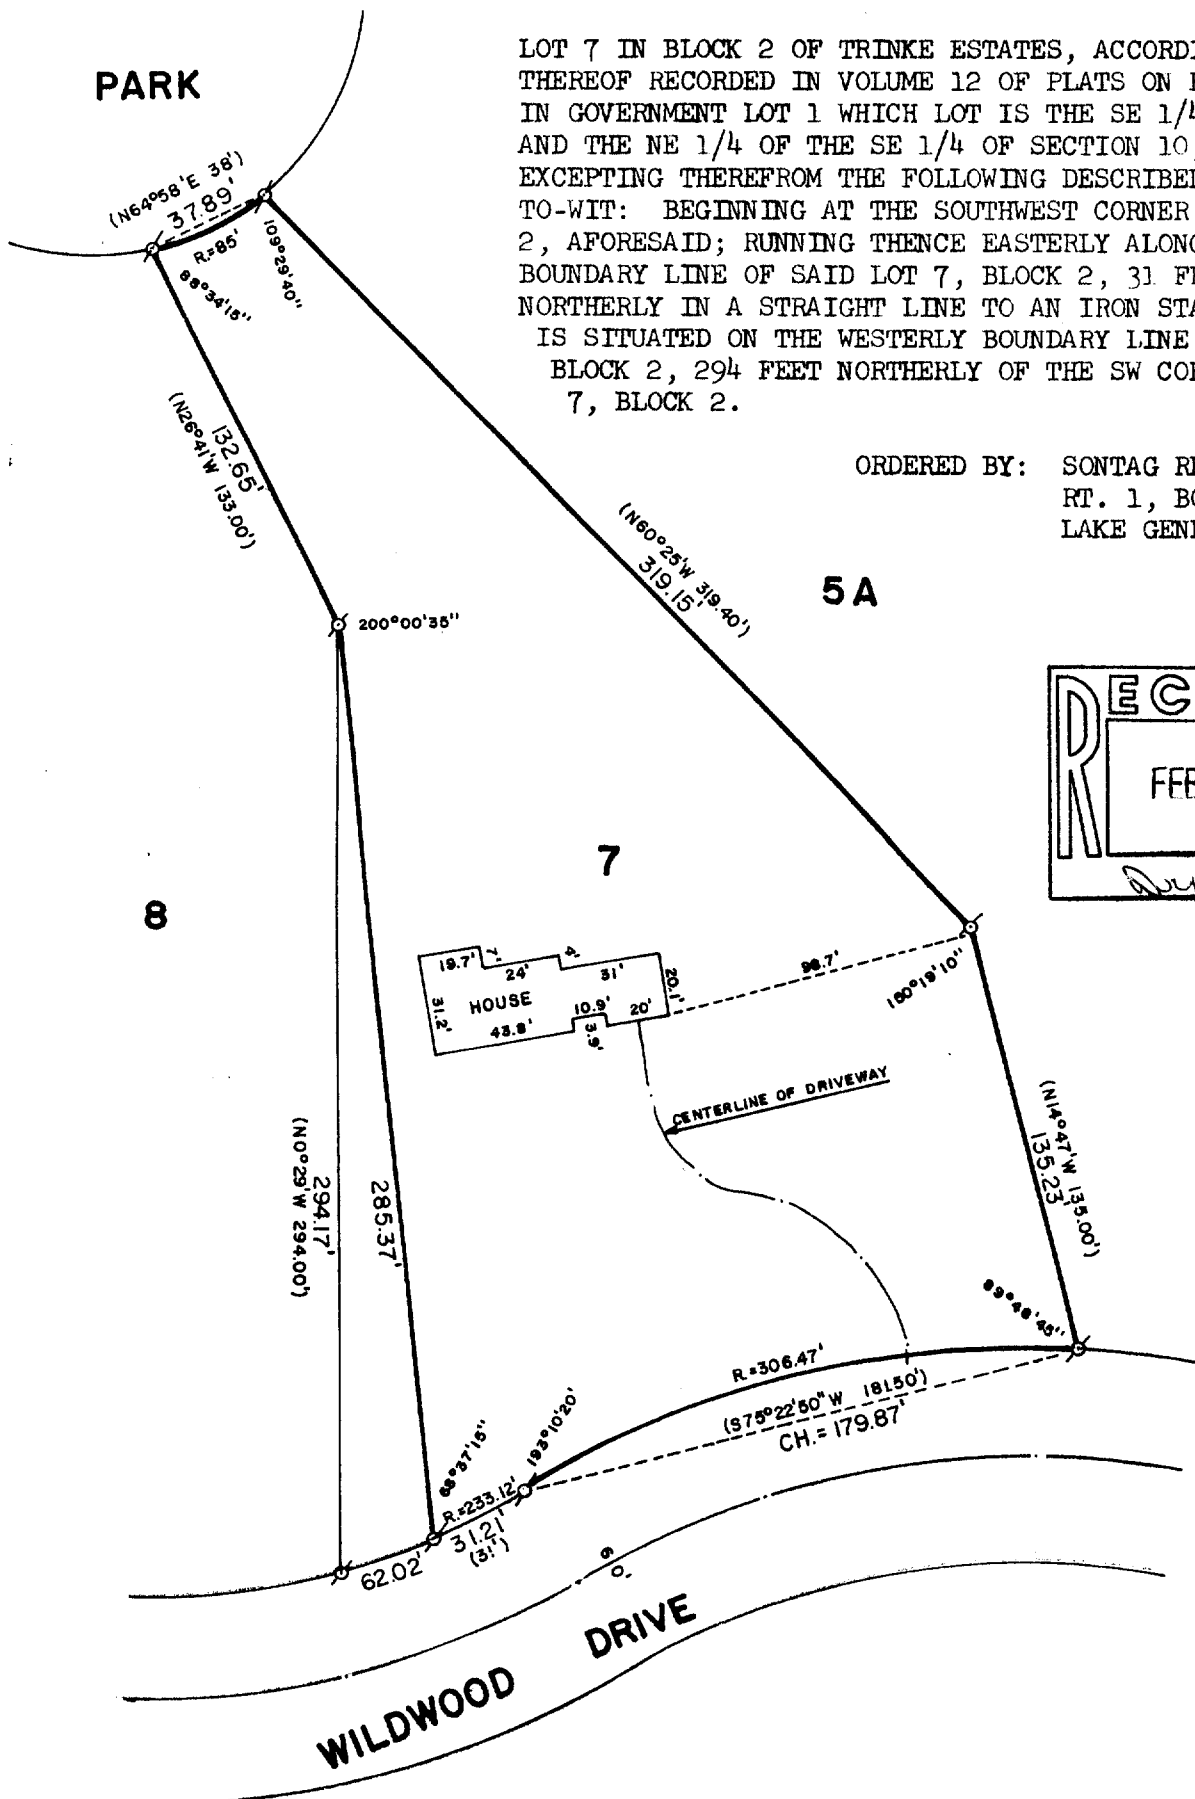 PARK
LOT 7 IN BLOCK 2 OF TRINKE ESTATES, ACCORDI
THEREOF RECORDED IN VOLUME 12 OF PLATS ON
IN GOVERNMENT LOT 1 WHICH LOT IS THE SE 1/4
AND THE NE 1/4 OF THE SE 1/4 OF SECTION 10,
EXCEPTING THEREFROM THE FOLLOWING DESCRIBED
TO-WIT: BEGINNING AT THE SOUTHWEST CORNER
2, AFORESAID; RUNNING THENCE EASTERLY ALONG
BOUNDARY LINE OF SAID LOT 7, BLOCK 2, 31 FE
NORTHERLY IN A STRAIGHT LINE TO AN IRON STA
IS SITUATED ON THE WESTERLY BOUNDARY LINE
BLOCK 2, 294 FEET NORTHERLY OF THE SW COR
7, BLOCK 2.
ORDERED BY: SONTAG RE
RT. 1, BO
LAKE GENE
(N64°58'E 38')
37.89'
R.=85'
88°34'15"
109°29'40"
(N26°41'W 133.00')
132.65'
(N60°25'W 319.40')
319.15'
5A
200°00'35"
REC
FEB
7
8
19.7'
7'
24'
4'
31'
20.1'
HOUSE
31.2'
43.8'
10.9'
3.9'
20'
98.7'
160°19'10"
CENTERLINE OF DRIVEWAY
(N14°47'W 135.00')
135.23'
(N0°29'W 294.00')
294.17'
285.37'
89°48'45"
R.=306.47'
(S75°22'50"W 181.50')
CH.=179.87'
193°10'20"
68°37'15"
R.=233.12'
31.21'
(31')
62.02'
60'
WILDWOOD DRIVE